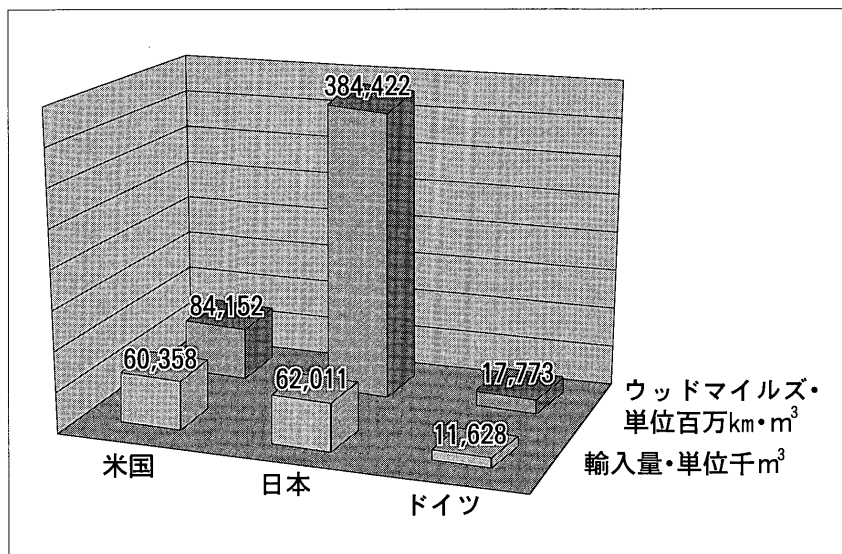 384,422
84,152
60,358
62,011
17,773
11,628
ウッドマイルズ・
単位百万km・m³
輸入量・単位千m³
米国
日本
ドイツ